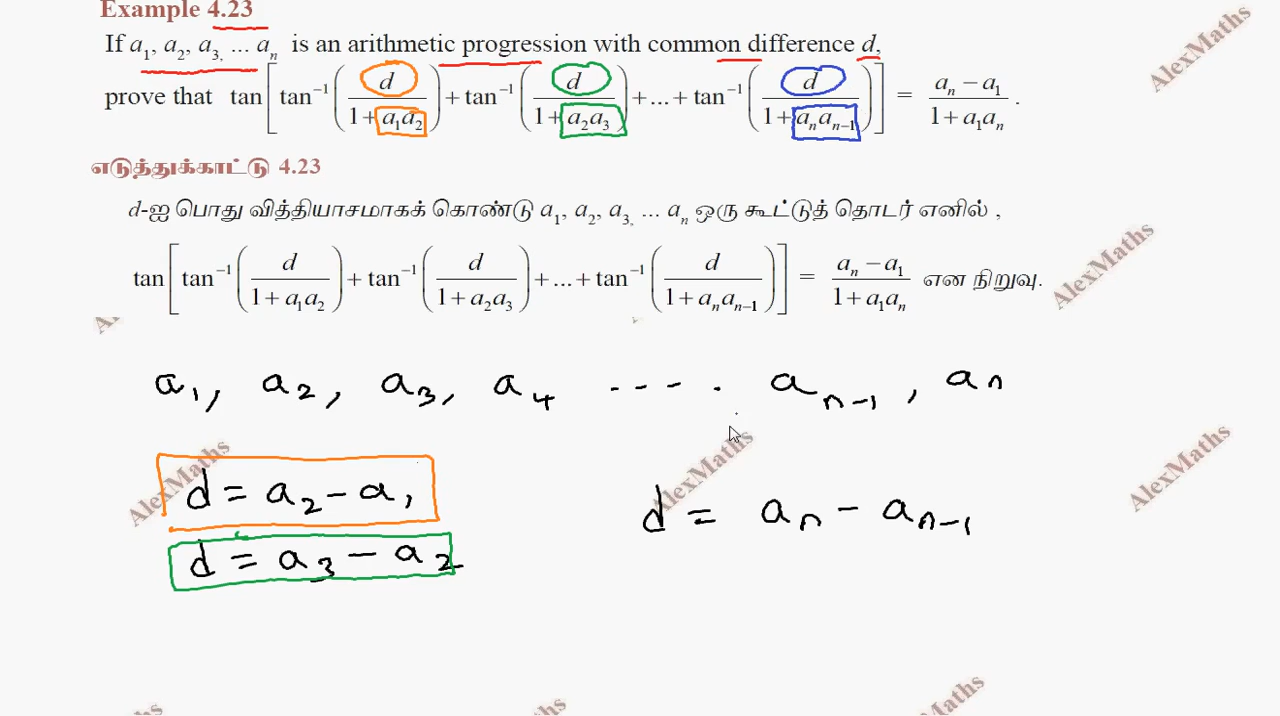 Example 4.23
If a₁, a₂, a₃, ... aₙ is an arithmetic progression with common difference d,
prove that tan[tan⁻¹(d/(1+a₁a₂)) + tan⁻¹(d/(1+a₂a₃)) + ... + tan⁻¹(d/(1+aₙaₙ₋₁))] = (aₙ − a₁)/(1+a₁aₙ) .
எடுத்துக்காட்டு 4.23
d-ஐ பொது வித்தியாசமாகக் கொண்டு a₁, a₂, a₃, ... aₙ ஒரு கூட்டுத் தொடர் எனில் ,
tan[tan⁻¹(d/(1+a₁a₂)) + tan⁻¹(d/(1+a₂a₃)) + ... + tan⁻¹(d/(1+aₙaₙ₋₁))] = (aₙ − a₁)/(1+a₁aₙ) என நிறுவு.
a₁, a₂, a₃, a₄ ---- . aₙ₋₁, aₙ
d = a₂ − a₁
d = aₙ − aₙ₋₁
d = a₃ − a₂
AlexMaths
AlexMaths
AlexMaths
AlexMaths
AlexMaths